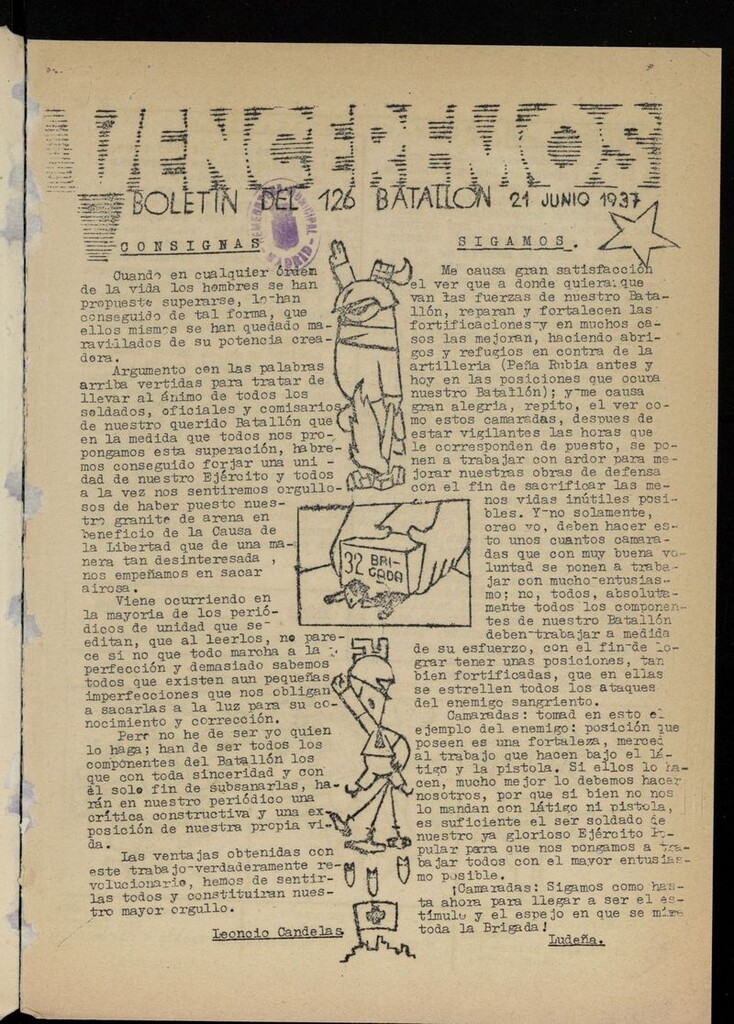 VENCEREMOS
BOLETIN DEL 126 BATALLON 21 JUNIO 1937
CONSIGNAS
Cuando en cualquier órdem
de la vida los hombres se han
propuesto superarse, lo-han
conseguido de tal forma, que
ellos mismos se han quedado ma-
ravillados de su potencia crea-
dora.
Argumento con las palabras
arriba vertidas para tratar de
llevar al ánimo de todos los
soldados, oficiales y comisarios
de nuestro querido Batallón que
en la medida que todos nos pro-
pongamos esta superación, habre-
mos conseguido forjar una uni -
dad de nuestro Ejército y todos
a la vez nos sentiremos orgullo-
sos de haber puesto nues-
tro granito de arena en
beneficio de la Causa de
la Libertad que de una ma-
nera tan desinteresada ,
nos empeñamos en sacar
airosa.
Viene ocurriendo en
la mayoria de los perió-
dicos de unidad que se
editan, que al leerlos, no pare-
ce si no que todo marcha a la
perfección y demasiado sabemos
todos que existen aun pequeñas
imperfecciones que nos obligan
a sacarlas a la luz para su co-
nocimiento y corrección.
Pero no he de ser yo quien
lo haga; han de ser todos los
componentes del Batallón los
que con toda sinceridad y con
él solo fin de subsanarlas, ha-
rán en nuestro periódico una
crítica constructiva y una ex-
posición de nuestra propia vi-
da.
Las ventajas obtenidas con
este trabajo-verdaderamente re-
volucionario, hemos de sentir-
las todos y constituiran nues-
tro mayor orgullo.
Leoncio Candelas
32 BRI-
GADA
SIGAMOS.
Me causa gran satisfacción
el ver que a donde quiera que
van las fuerzas de nuestro Bata-
llón, reparan y fortalecen las
fortificaciones-y en muchos ca-
sos las mejoran, haciendo abri-
gos y refugios en contra de la
artilleria (Peña Rubia antes y
hoy en las posiciones que ocupa
nuestro Batallón); y-me causa
gran alegria, repito, el ver co-
mo estos camaradas, despues de
estar vigilantes las horas que
le corresponden de puesto, se po-
nen a trabajar con ardor para me-
jorar nuestras obras de defensa
con el fin de sacrificar las me-
nos vidas inútiles posi-
bles. Y-no solamente,
creo yo, deben hacer es-
to unos cuantos camara-
das que con muy buena vo-
luntad se ponen a traba-
jar con mucho-entusias-
mo; no, todos, absoluta-
mente todos los componen-
tes de nuestro Batallón
deben-trabajar a medida
de su esfuerzo, con el fin-de lo-
grar tener unas posiciones, tan
bien fortificadas, que en ellas
se estrellen todos los ataques
del enemigo sangriento.
Camaradas: tomad en esto el
ejemplo del enemigo: posición que
poseen es una fortaleza, merced
al trabajo que hacen bajo el lá-
tigo y la pistola. Si ellos lo ha-
cen, mucho mejor lo debemos hacer
nosotros, por que si bien no nos
lo mandan con látigo ni pistola,
es suficiente el ser soldado de
nuestro ya glorioso Ejército Po-
pular para que nos pongamos a tra-
bajar todos con el mayor entusias-
mo posible.
¡Camaradas: Sigamos como has-
ta ahora para llegar a ser el es-
tímulo y el espejo en que se mire
toda la Brigada!
Ludeña.